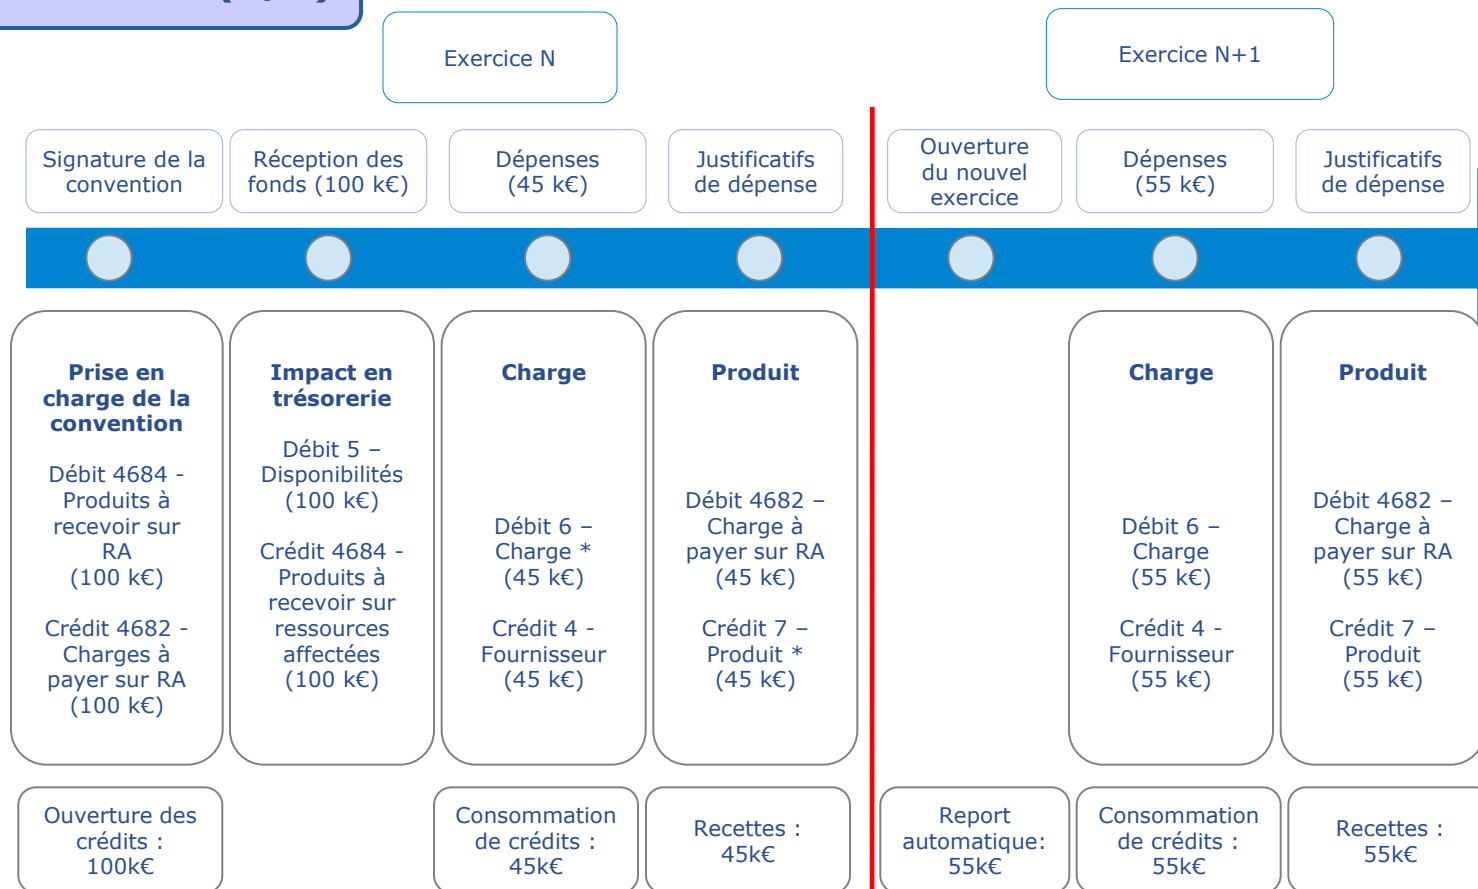 Exercice N
Exercice N+1
Signature de la
convention
Réception des
fonds (100 k€)
Dépenses
(45 k€)
Justificatifs
de dépense
Ouverture
du nouvel
exercice
Dépenses
(55 k€)
Justificatifs
de dépense
Prise en
charge de la
convention
Débit 4684 -
Produits à
recevoir sur
RA
(100 k€)
Crédit 4682 -
Charges à
payer sur RA
(100 k€)
Impact en
trésorerie
Débit 5 –
Disponibilités
(100 k€)
Crédit 4684 -
Produits à
recevoir sur
ressources
affectées
(100 k€)
Charge
Débit 6 –
Charge *
(45 k€)
Crédit 4 -
Fournisseur
(45 k€)
Produit
Débit 4682 –
Charge à
payer sur RA
(45 k€)
Crédit 7 –
Produit *
(45 k€)
Charge
Débit 6 –
Charge
(55 k€)
Crédit 4 -
Fournisseur
(55 k€)
Produit
Débit 4682 –
Charge à
payer sur RA
(55 k€)
Crédit 7 –
Produit
(55 k€)
Ouverture des
crédits :
100k€
Consommation
de crédits :
45k€
Recettes :
45k€
Report
automatique:
55k€
Consommation
de crédits :
55k€
Recettes :
55k€